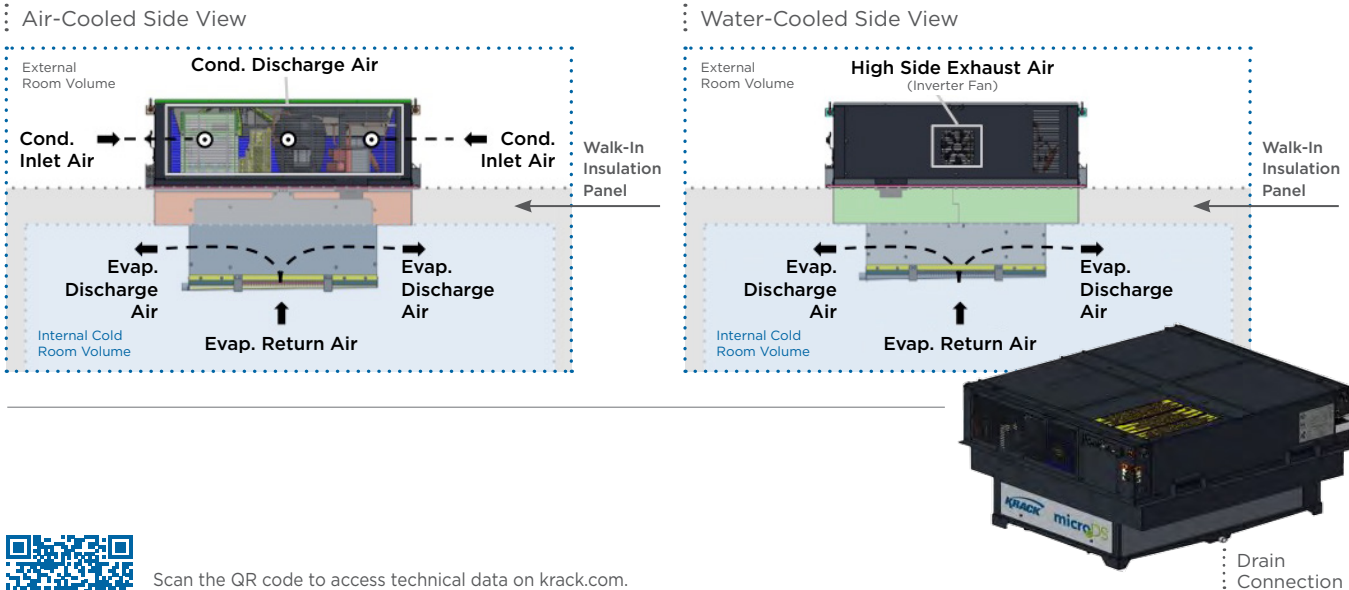 Air-Cooled Side View
External
Room Volume
Cond. Discharge Air
Cond.
Inlet Air
Cond.
Inlet Air
Walk-In
Insulation
Panel
Evap.
Discharge
Air
Evap.
Discharge
Air
Internal Cold
Room Volume
Evap. Return Air
Water-Cooled Side View
External
Room Volume
High Side Exhaust Air
(Inverter Fan)
Walk-In
Insulation
Panel
Evap.
Discharge
Air
Evap.
Discharge
Air
Internal Cold
Room Volume
Evap. Return Air
KRACK microDS
Drain
Connection
Scan the QR code to access technical data on krack.com.